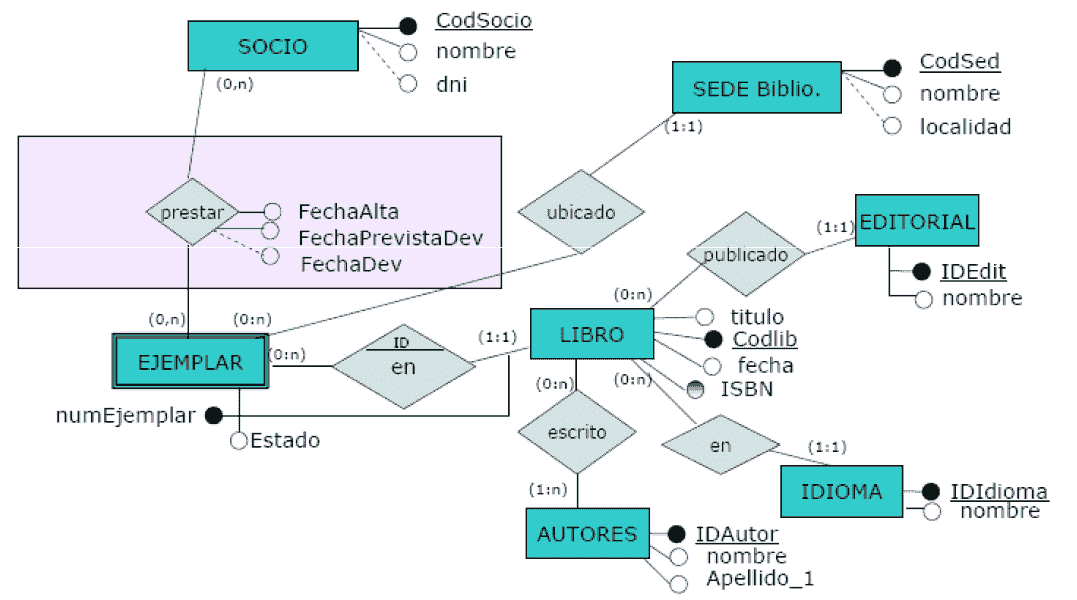 SOCIO
CodSocio
nombre
dni
(0,n)
SEDE Biblio.
CodSed
nombre
localidad
(1:1)
prestar
FechaAlta
FechaPrevistaDev
FechaDev
ubicado
publicado
(1:1)
EDITORIAL
IDEdit
nombre
(0,n)
(0:n)
(0:n)
EJEMPLAR
(0:n)
ID
en
(1:1)
LIBRO
titulo
Codlib
fecha
ISBN
numEjemplar
Estado
(0:n)
(0:n)
escrito
en
(1:1)
IDIOMA
IDIdioma
nombre
(1:n)
AUTORES
IDAutor
nombre
Apellido_1